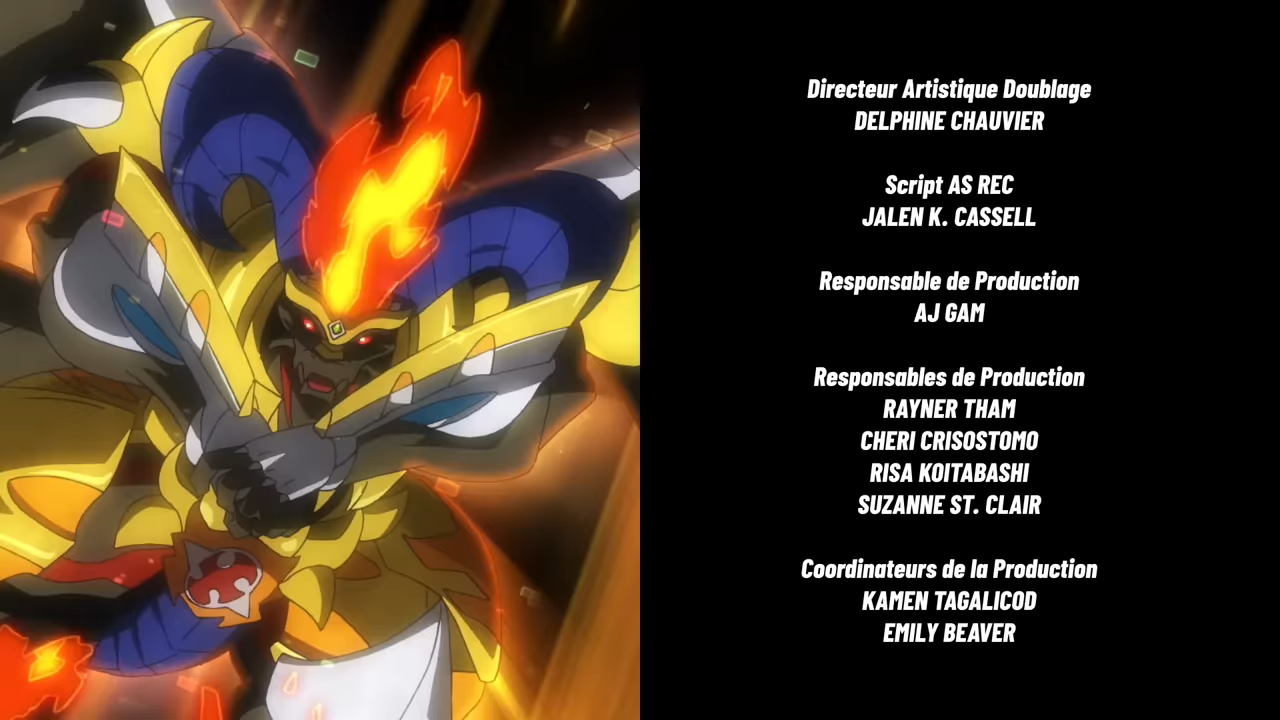 Directeur Artistique Doublage
DELPHINE CHAUVIER
Script AS REC
JALEN K. CASSELL
Responsable de Production
AJ GAM
Responsables de Production
RAYNER THAM
CHERI CRISOSTOMO
RISA KOITABASHI
SUZANNE ST. CLAIR
Coordinateurs de la Production
KAMEN TAGALICOD
EMILY BEAVER